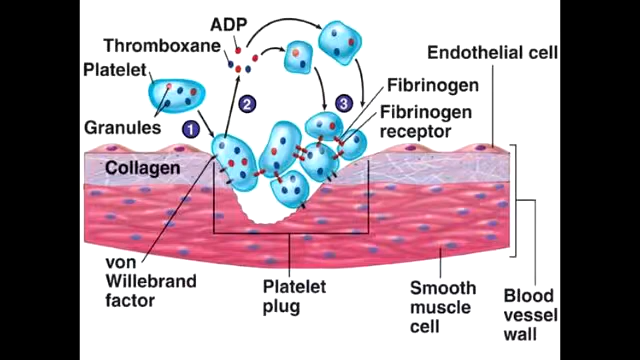 ADP
Thromboxane
Platelet
Granules
1
2
3
Endothelial cell
Fibrinogen
Fibrinogen
receptor
Collagen
von
Willebrand
factor
Platelet
plug
Smooth
muscle
cell
Blood
vessel
wall